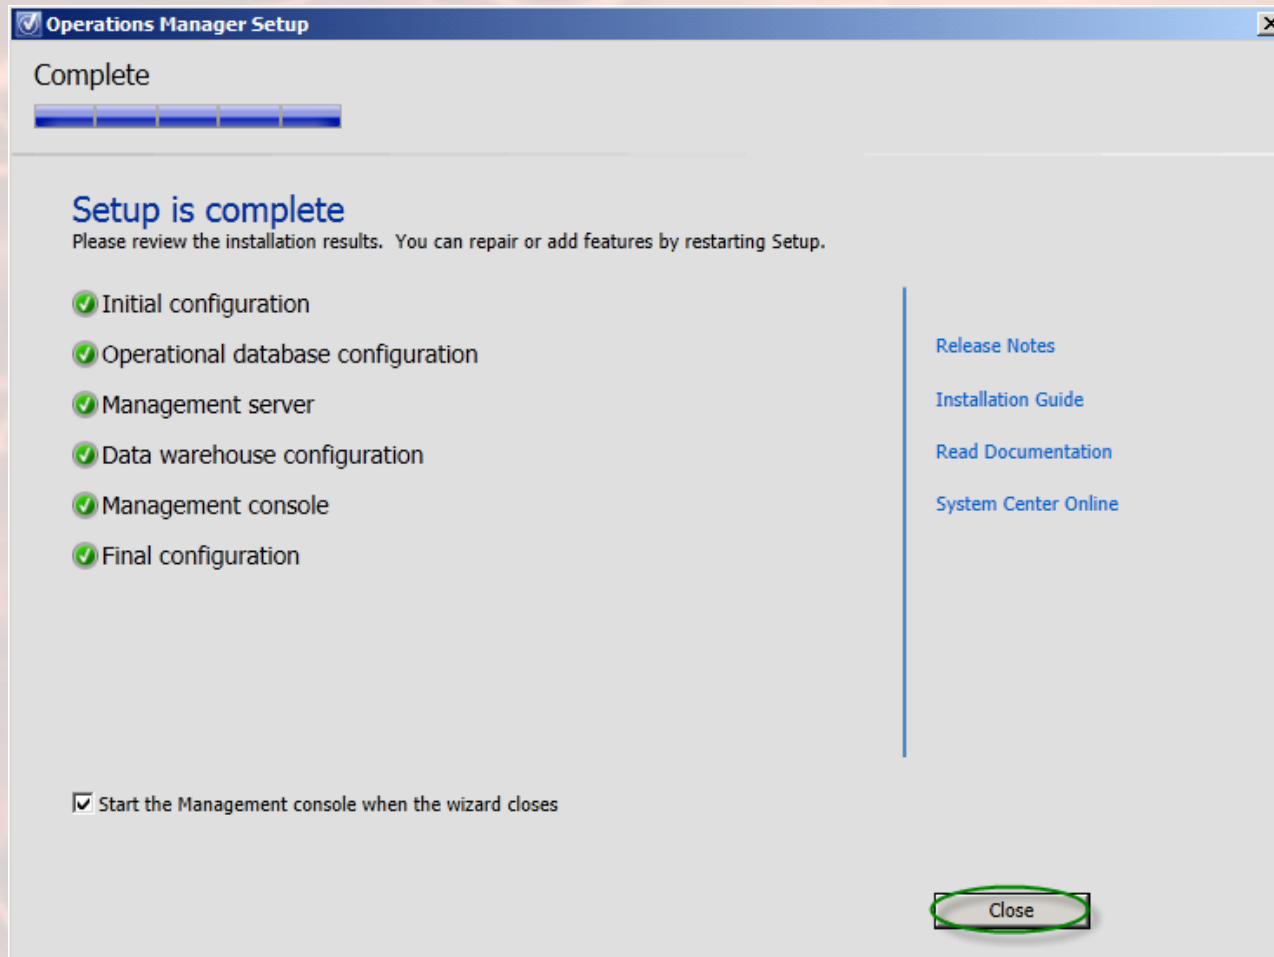 Operations Manager Setup
Complete
Setup is complete
Please review the installation results. You can repair or add features by restarting Setup.
Initial configuration
Operational database configuration
Management server
Data warehouse configuration
Management console
Final configuration
Release Notes
Installation Guide
Read Documentation
System Center Online
Start the Management console when the wizard closes
Close